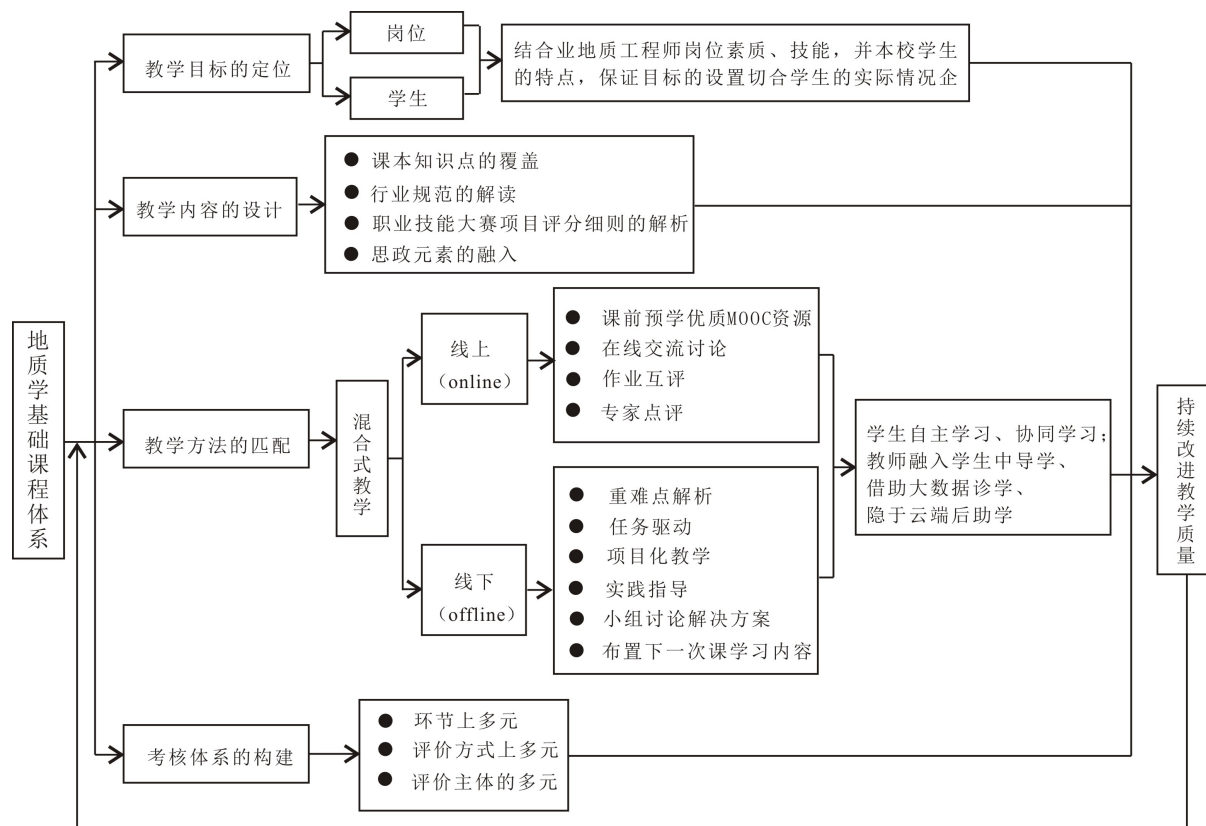 地质学基础课程体系
教学目标的定位
岗位
学生
结合业地质工程师岗位素质、技能，并本校学生
的特点，保证目标的设置切合学生的实际情况企
教学内容的设计
● 课本知识点的覆盖
● 行业规范的解读
● 职业技能大赛项目评分细则的解析
● 思政元素的融入
教学方法的匹配
混合式教学
线上
（online）
● 课前预学优质MOOC资源
● 在线交流讨论
● 作业互评
● 专家点评
线下
（offline）
● 重难点解析
● 任务驱动
● 项目化教学
● 实践指导
● 小组讨论解决方案
● 布置下一次课学习内容
学生自主学习、协同学习；
教师融入学生中导学、
借助大数据诊学、
隐于云端后助学
考核体系的构建
● 环节上多元
● 评价方式上多元
● 评价主体的多元
持续改进教学质量